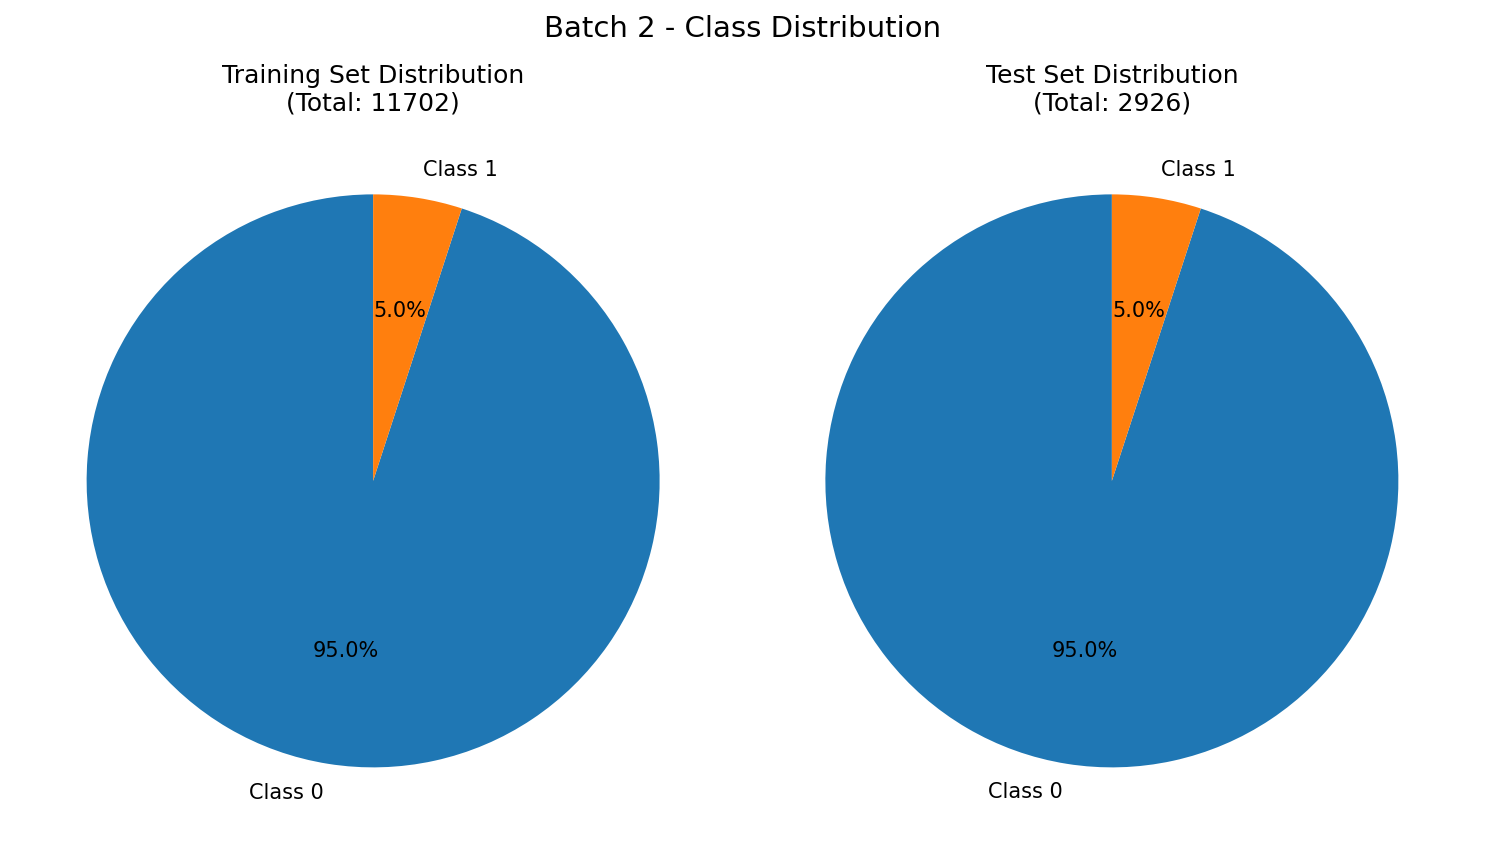 Batch 2 - Class Distribution
Training Set Distribution
(Total: 11702)
Class 1
5.0%
95.0%
Class 0
Test Set Distribution
(Total: 2926)
Class 1
5.0%
95.0%
Class 0